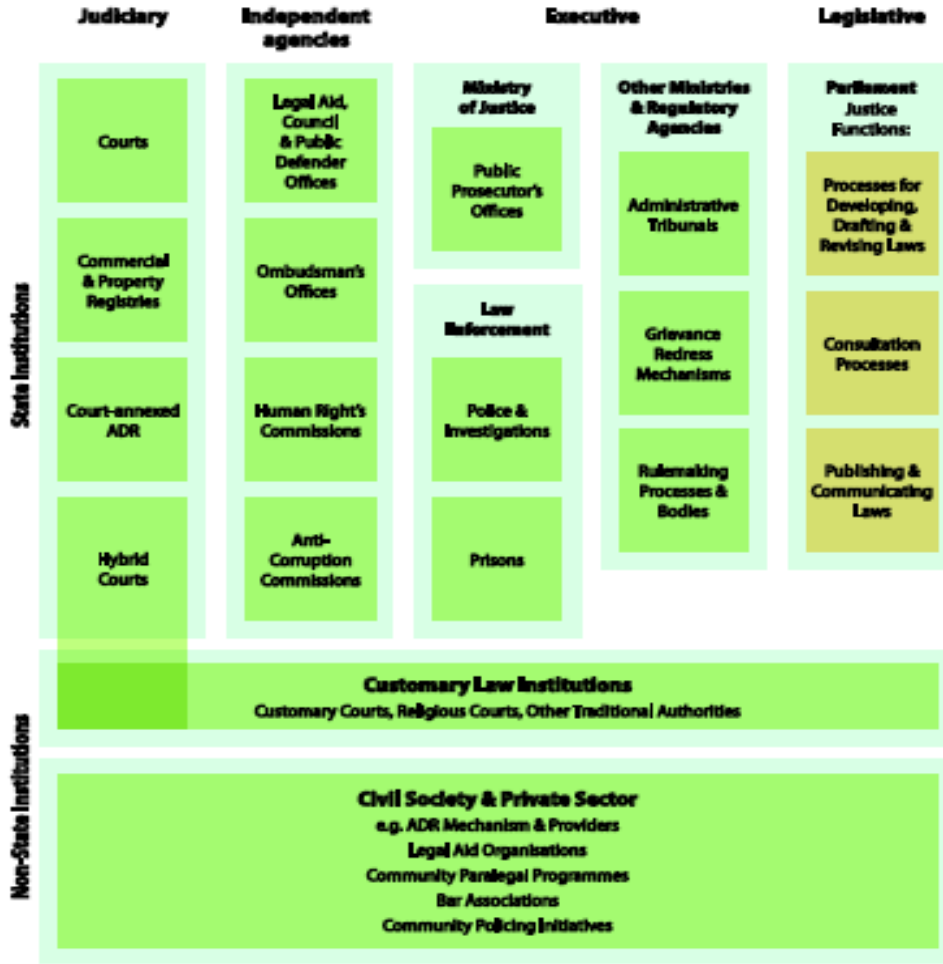 Judiciary
Independent
agencies
Executive
Legislative
State Institutions
Courts
Commercial
& Property
Registries
Court-annexed
ADR
Hybrid
Courts
Legal Aid,
Council
& Public
Defender
Offices
Ombudsman's
Offices
Human Right's
Commissions
Anti-
Corruption
Commissions
Ministry
of Justice
Public
Prosecutor's
Offices
Law
Enforcement
Police &
Investigations
Prisons
Other Ministries
& Regulatory
Agencies
Administrative
Tribunals
Grievance
Redress
Mechanisms
Rulemaking
Processes &
Bodies
Parliament
Justice
Functions:
Processes for
Developing,
Drafting &
Revising Laws
Consultation
Processes
Publishing &
Communicating
Laws
Non-State Institutions
Customary Law Institutions
Customary Courts, Religious Courts, Other Traditional Authorities
Civil Society & Private Sector
e.g. ADR Mechanism & Providers
Legal Aid Organisations
Community Paralegal Programmes
Bar Associations
Community Policing Initiatives